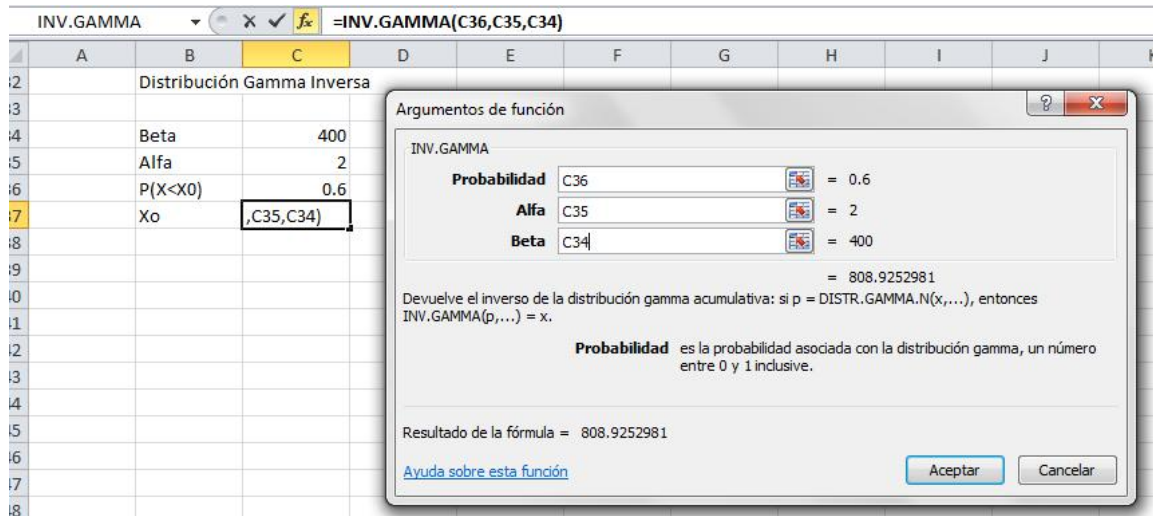 INV.GAMMA fx =INV.GAMMA(C36,C35,C34)
A B C D E F G H I J
Distribución Gamma Inversa
Beta 400
Alfa 2
P(X<X0) 0.6
Xo ,C35,C34)
Argumentos de función
INV.GAMMA
Probabilidad C36 = 0.6
Alfa C35 = 2
Beta C34 = 400
= 808.9252981
Devuelve el inverso de la distribución gamma acumulativa: si p = DISTR.GAMMA.N(x,...), entonces
INV.GAMMA(p,...) = x.
Probabilidad es la probabilidad asociada con la distribución gamma, un número
entre 0 y 1 inclusive.
Resultado de la fórmula = 808.9252981
Ayuda sobre esta función Aceptar Cancelar